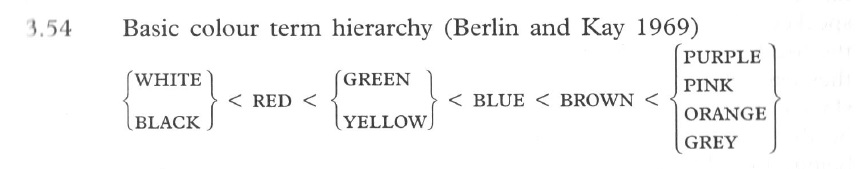 3.54 Basic colour term hierarchy (Berlin and Kay 1969)
{WHITE BLACK} < RED < {GREEN YELLOW} < BLUE < BROWN < {PURPLE PINK ORANGE GREY}